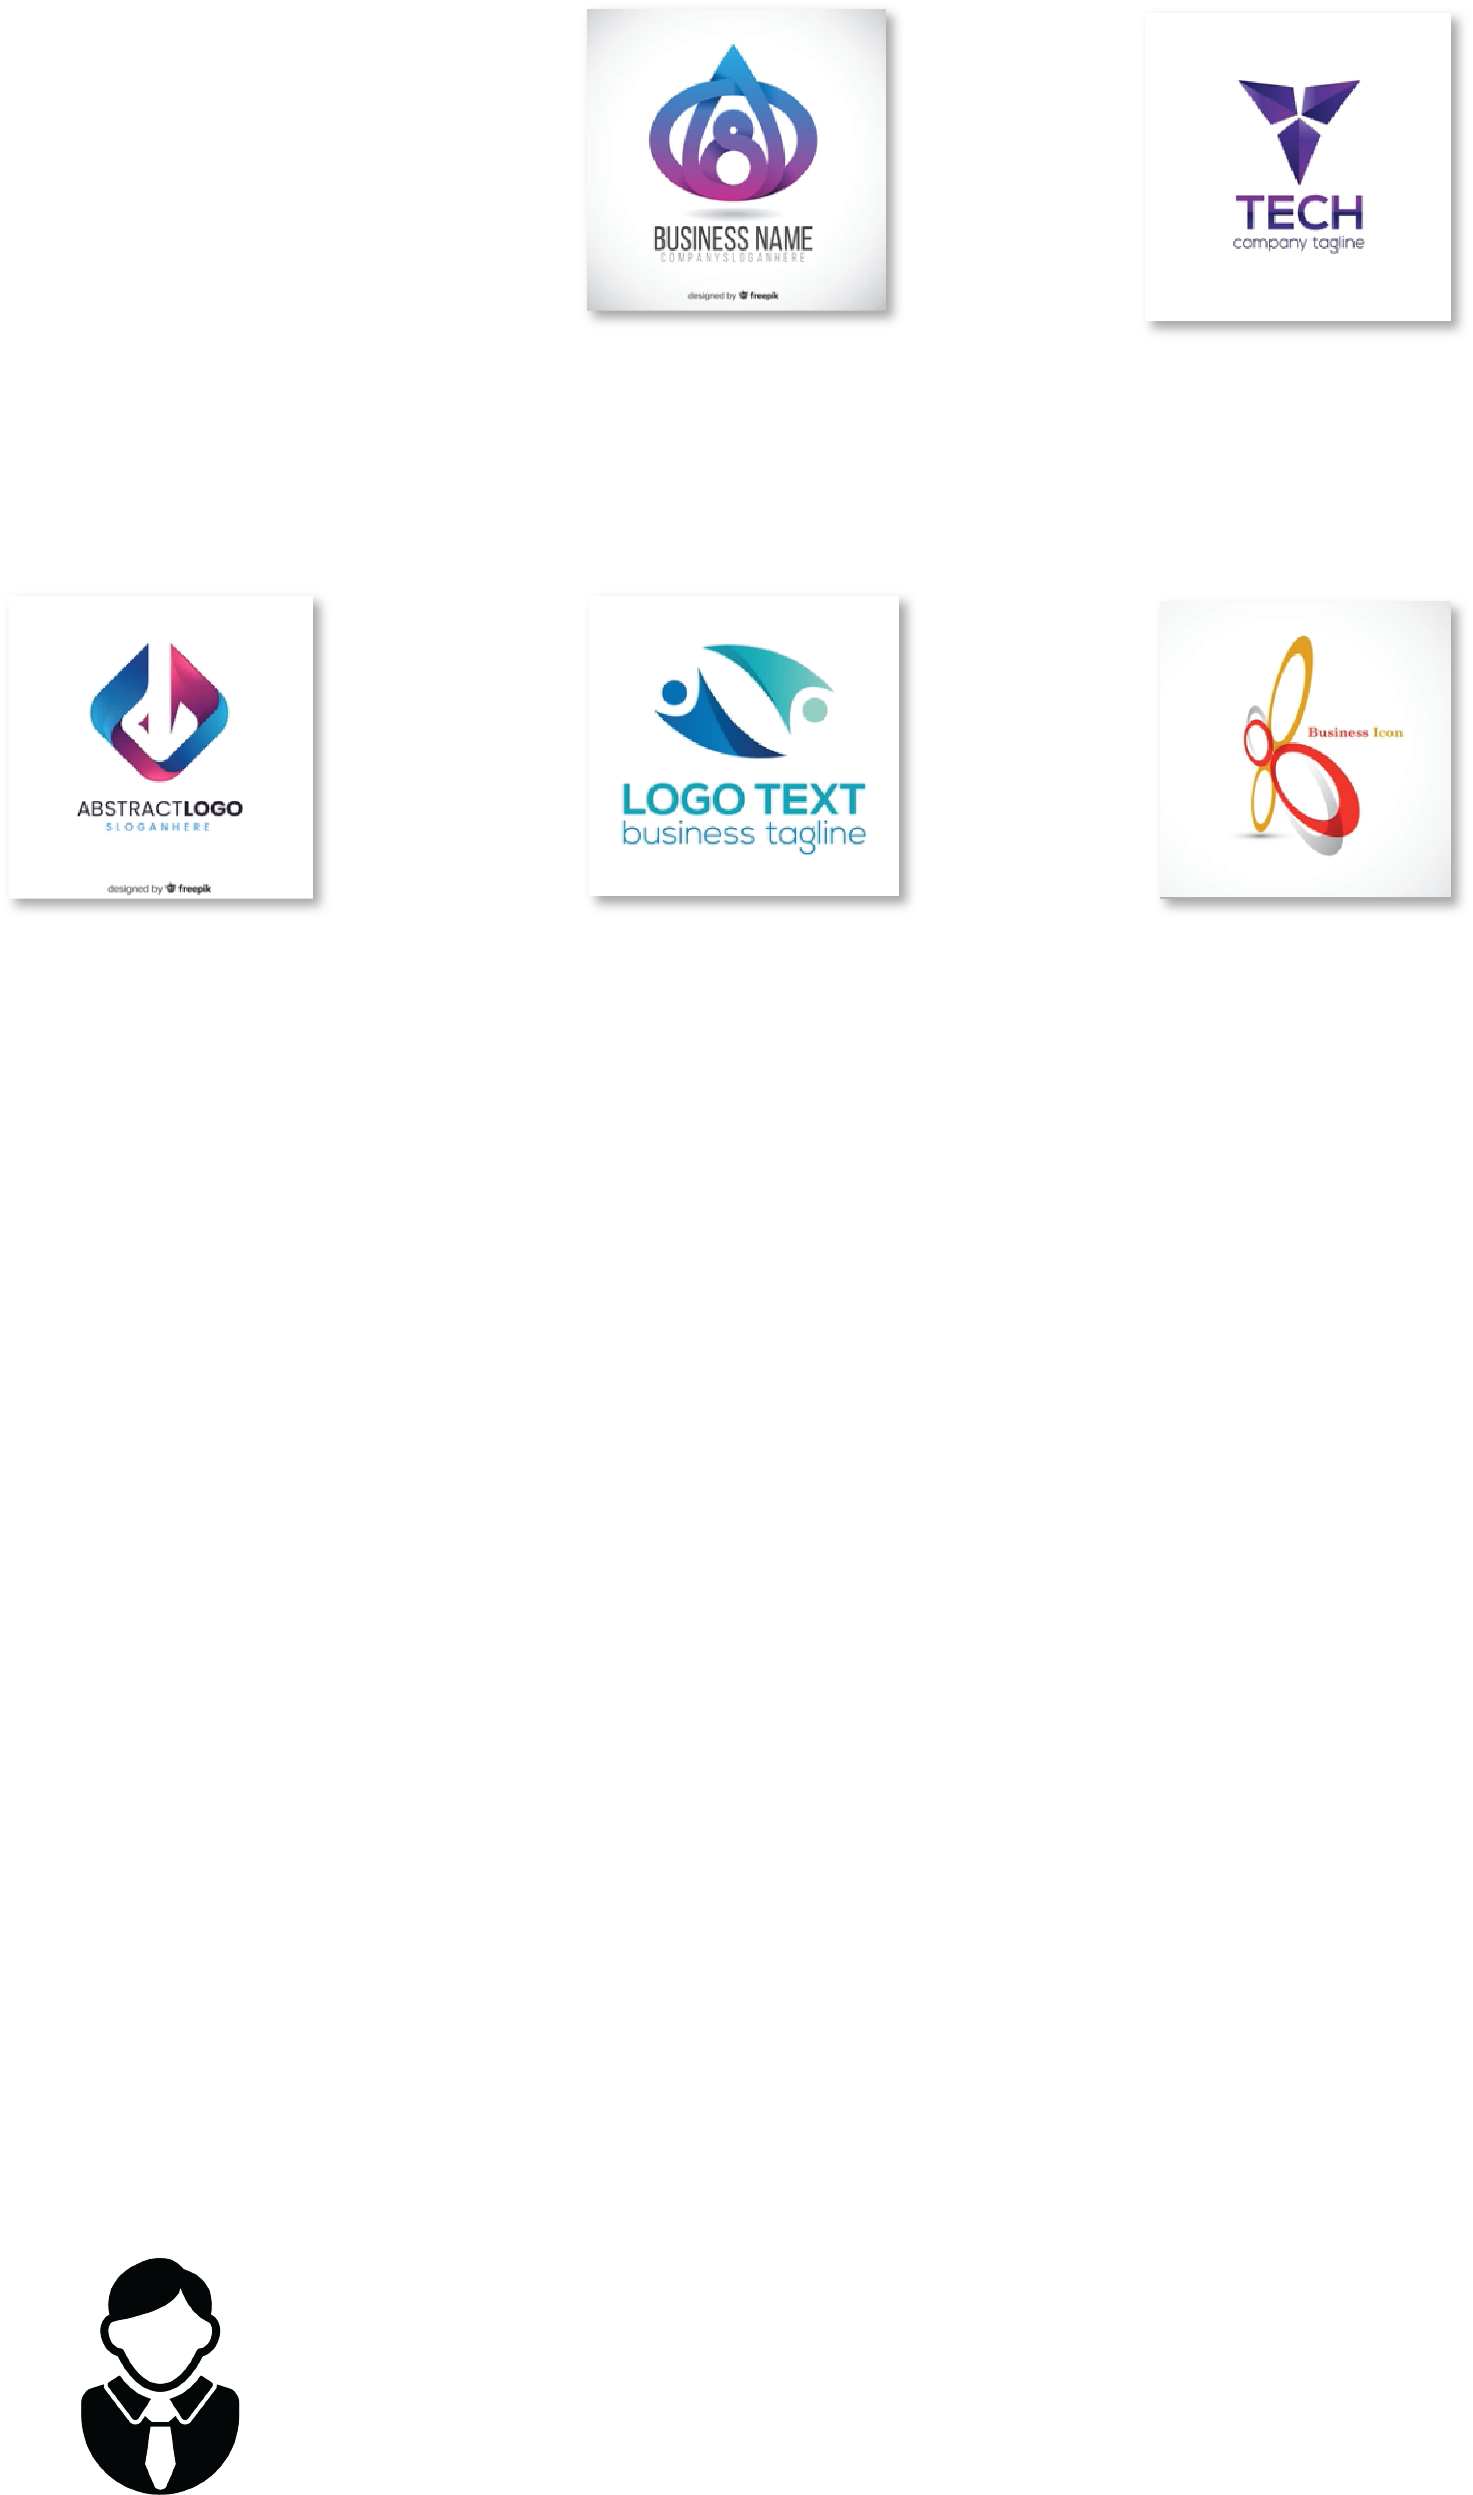 BUSINESS NAME
COMPANYSLOGANHERE
designed by freepik
TECH
company tagline
ABSTRACTLOGO
SLOGANHERE
designed by freepik
LOGO TEXT
business tagline
Business Icon